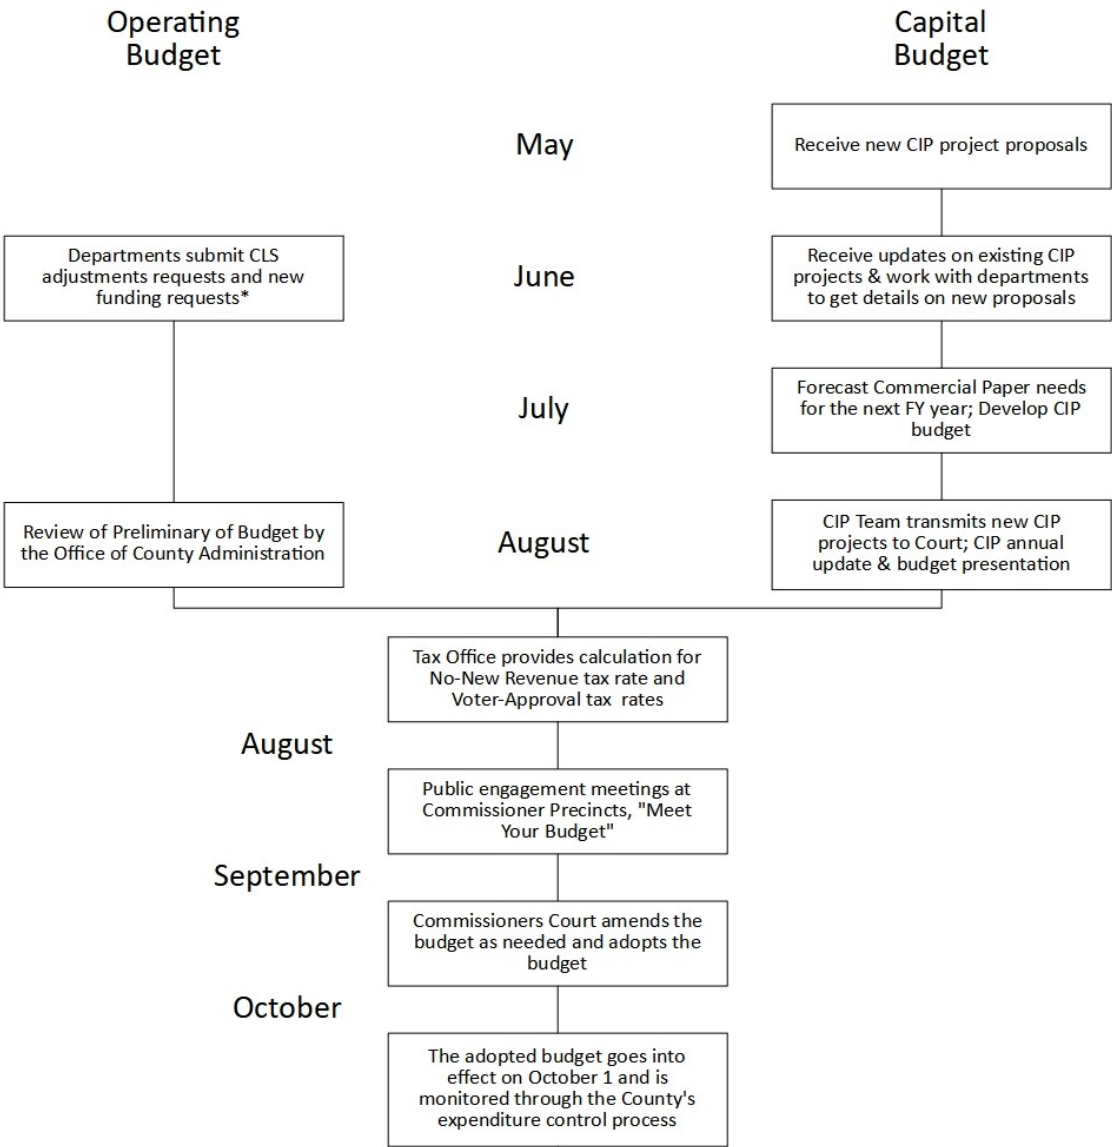 Operating
Budget
Capital
Budget
May
Receive new CIP project proposals
Departments submit CLS
adjustments requests and new
funding requests*
June
Receive updates on existing CIP
projects & work with departments
to get details on new proposals
July
Forecast Commercial Paper needs
for the next FY year; Develop CIP
budget
Review of Preliminary of Budget by
the Office of County Administration
August
CIP Team transmits new CIP
projects to Court; CIP annual
update & budget presentation
Tax Office provides calculation for
No-New Revenue tax rate and
Voter-Approval tax  rates
August
Public engagement meetings at
Commissioner Precincts, "Meet
Your Budget"
September
Commissioners Court amends the
budget as needed and adopts the
budget
October
The adopted budget goes into
effect on October 1 and is
monitored through the County's
expenditure control process